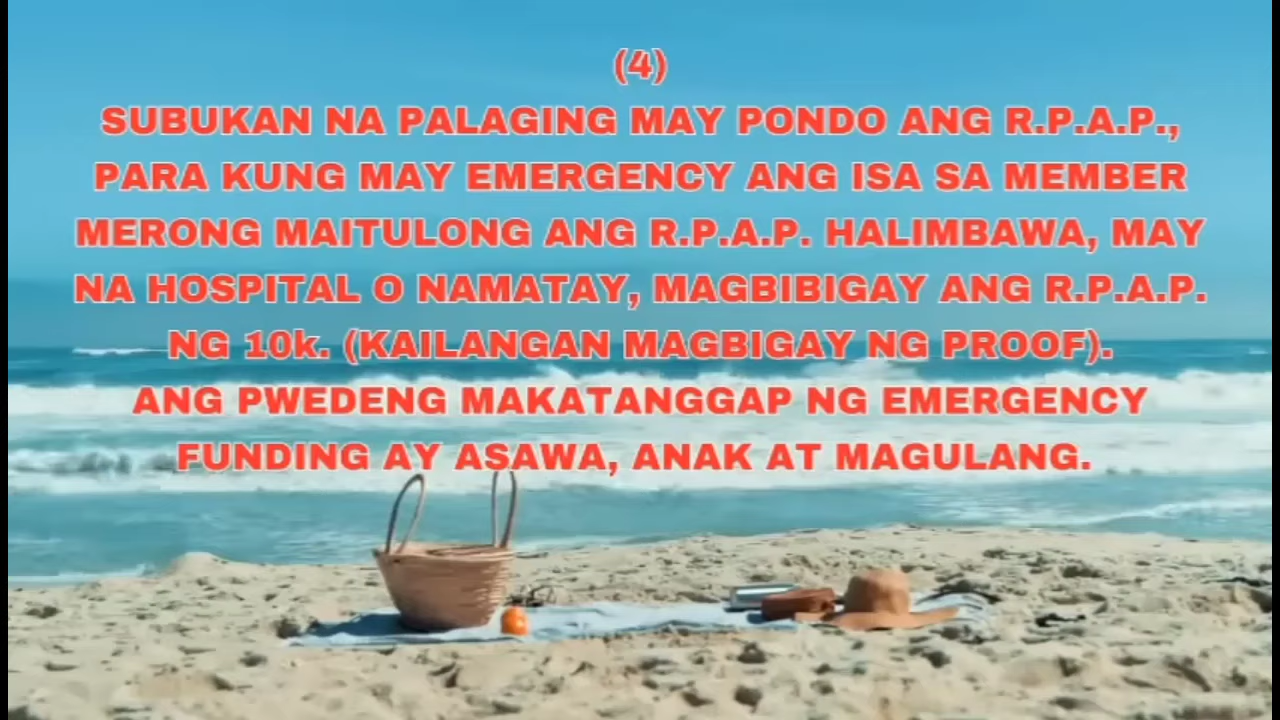 (4)
SUBUKAN NA PALAGING MAY PONDO ANG R.P.A.P.,
PARA KUNG MAY EMERGENCY ANG ISA SA MEMBER
MERONG MAITULONG ANG R.P.A.P. HALIMBAWA, MAY
NA HOSPITAL O NAMATAY, MAGBIBIGAY ANG R.P.A.P.
NG 10k. (KAILANGAN MAGBIGAY NG PROOF).
ANG PWEDENG MAKATANGGAP NG EMERGENCY
FUNDING AY ASAWA, ANAK AT MAGULANG.